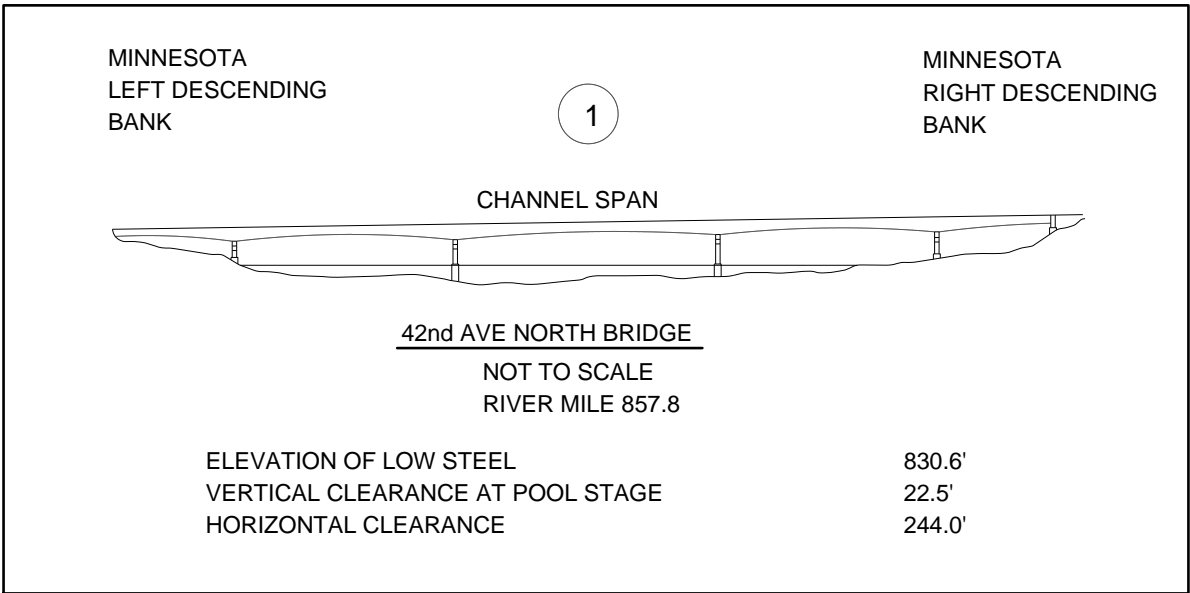 MINNESOTA
LEFT DESCENDING
BANK
1
MINNESOTA
RIGHT DESCENDING
BANK
CHANNEL SPAN
42nd AVE NORTH BRIDGE
NOT TO SCALE
RIVER MILE 857.8
ELEVATION OF LOW STEEL 830.6'
VERTICAL CLEARANCE AT POOL STAGE 22.5'
HORIZONTAL CLEARANCE 244.0'